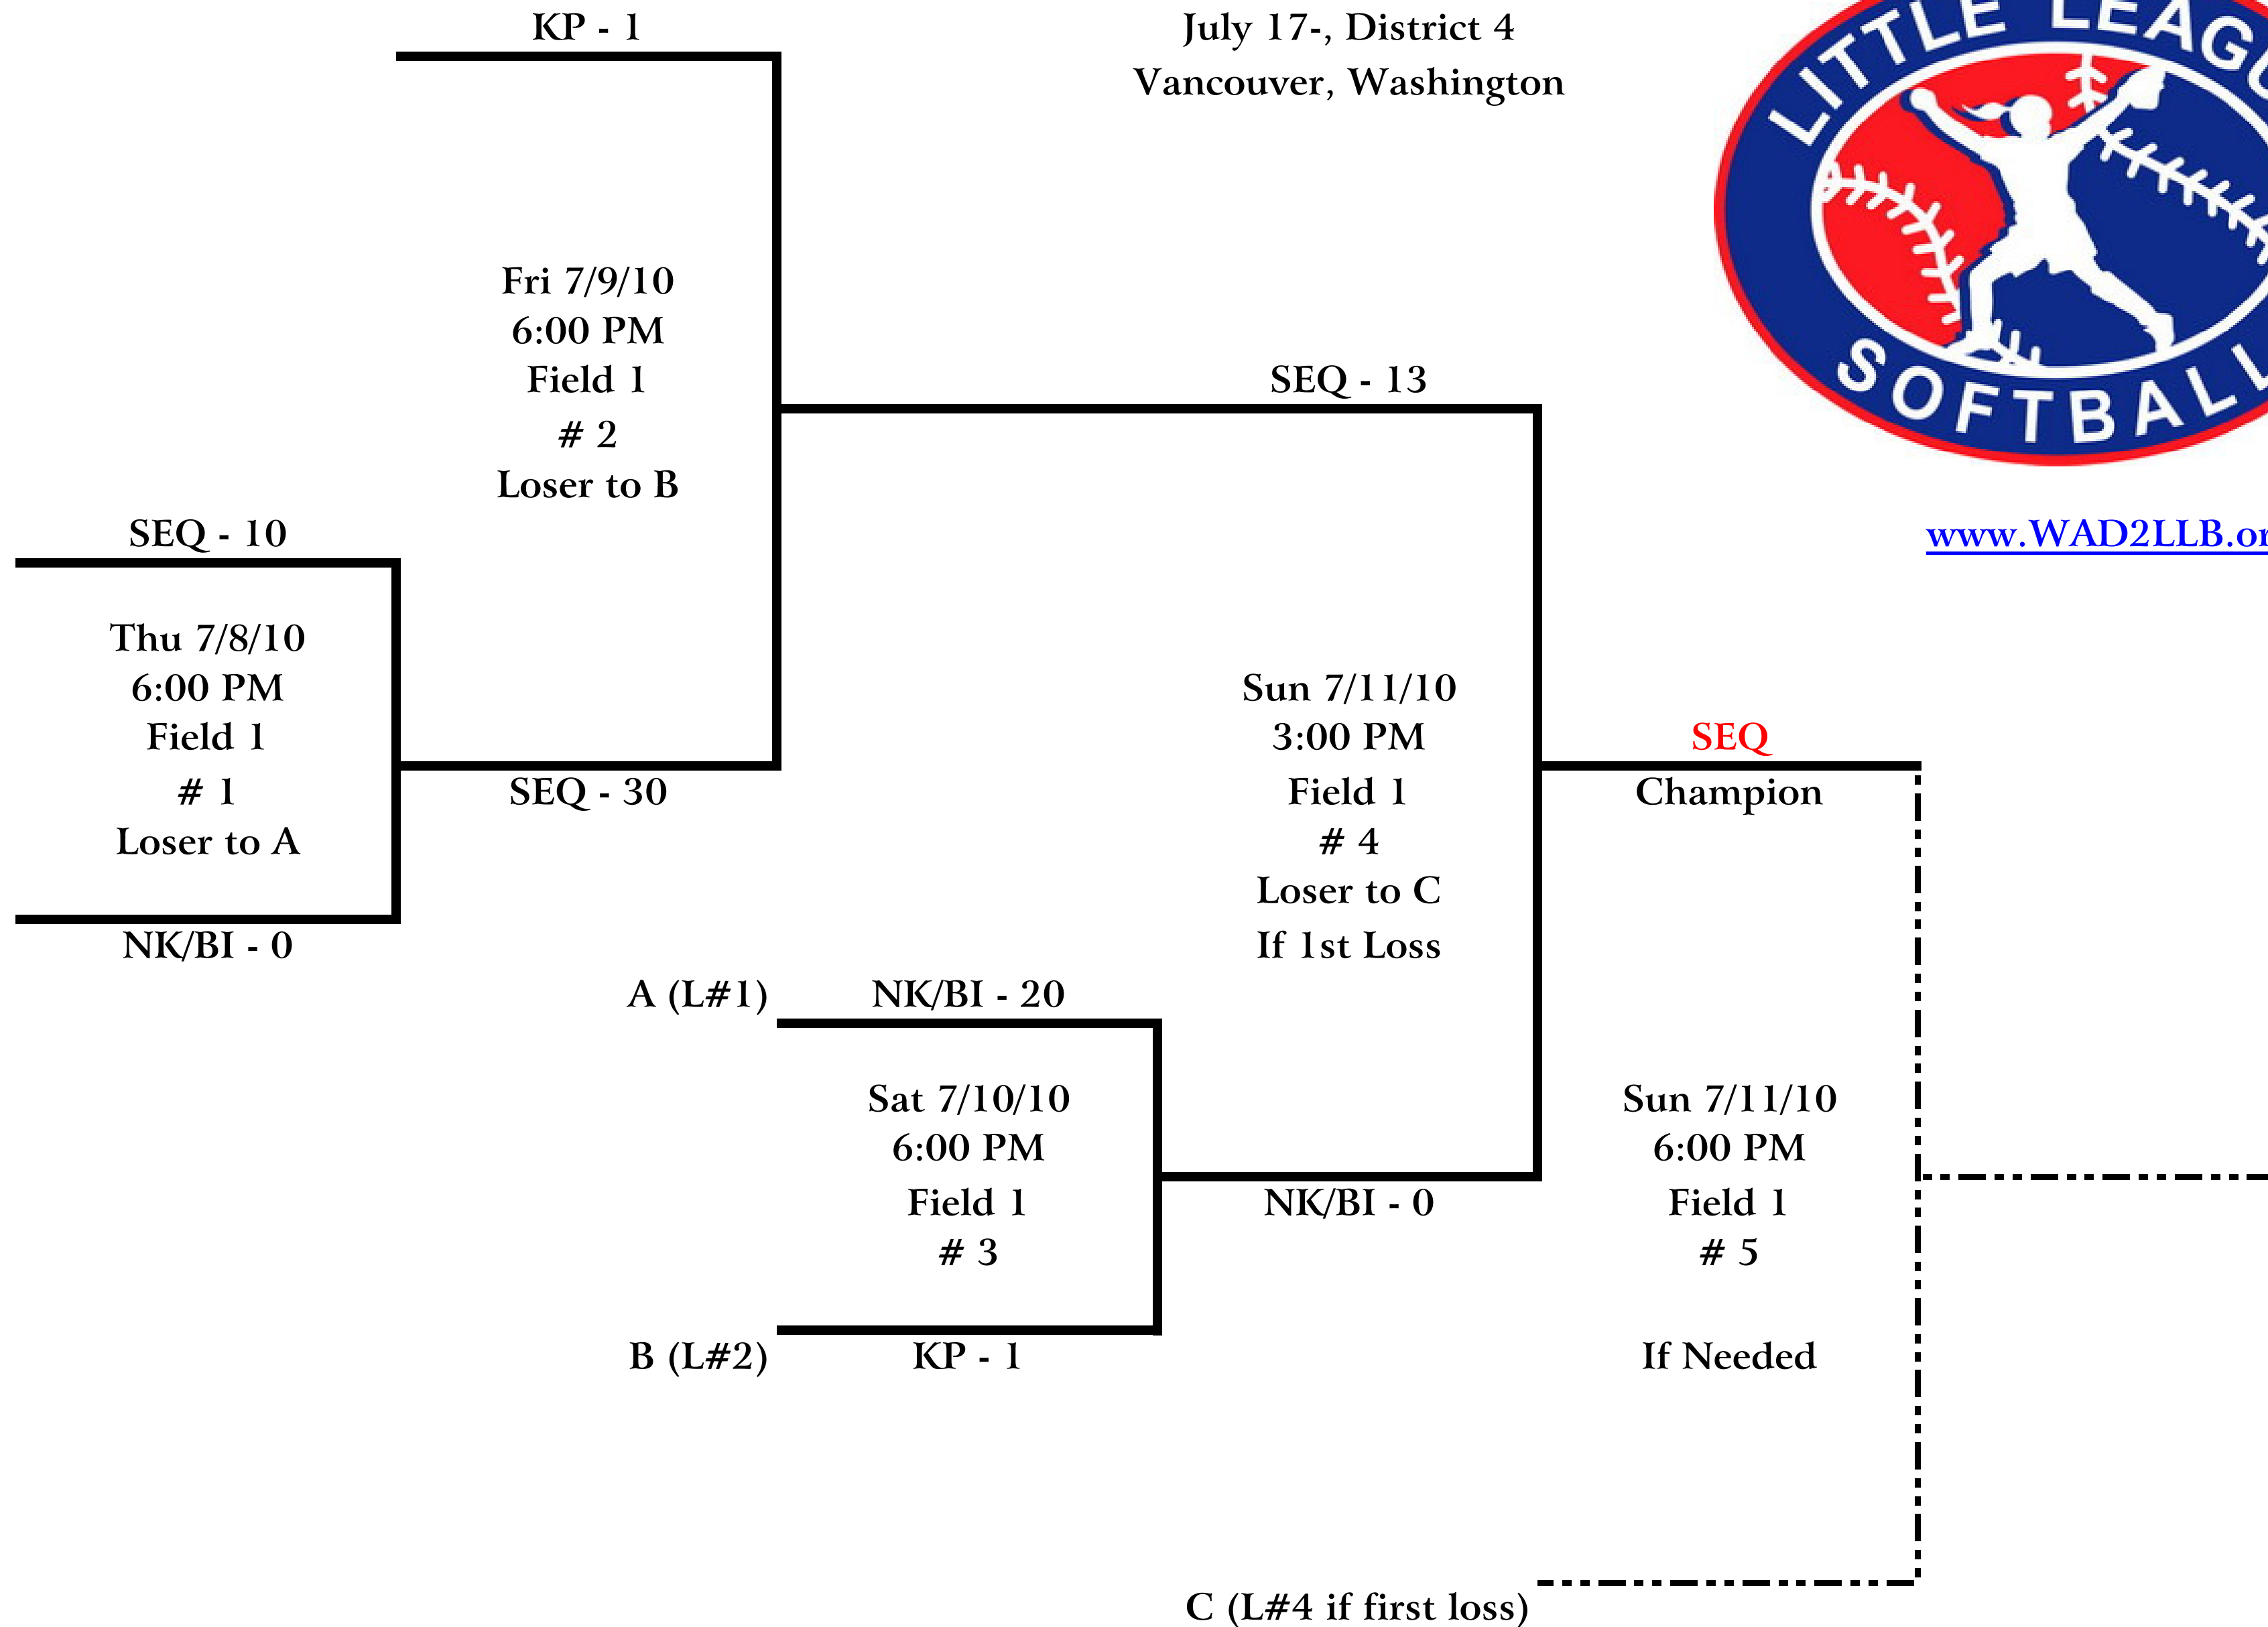 KP - 1
July 17-, District 4
Vancouver, Washington
LITTLE
SOFTBALL
Fri 7/9/10
6:00 PM
Field 1
# 2
Loser to B
SEQ - 13
SEQ - 10
Thu 7/8/10
6:00 PM
Field 1
# 1
Loser to A
NK/BI - 0
SEQ - 30
Sun 7/11/10
3:00 PM
Field 1
# 4
Loser to C
If 1st Loss
SEQ
Champion
A (L#1)
NK/BI - 20
Sat 7/10/10
6:00 PM
Field 1
# 3
B (L#2)
KP - 1
NK/BI - 0
Sun 7/11/10
6:00 PM
Field 1
# 5
If Needed
C (L#4 if first loss)